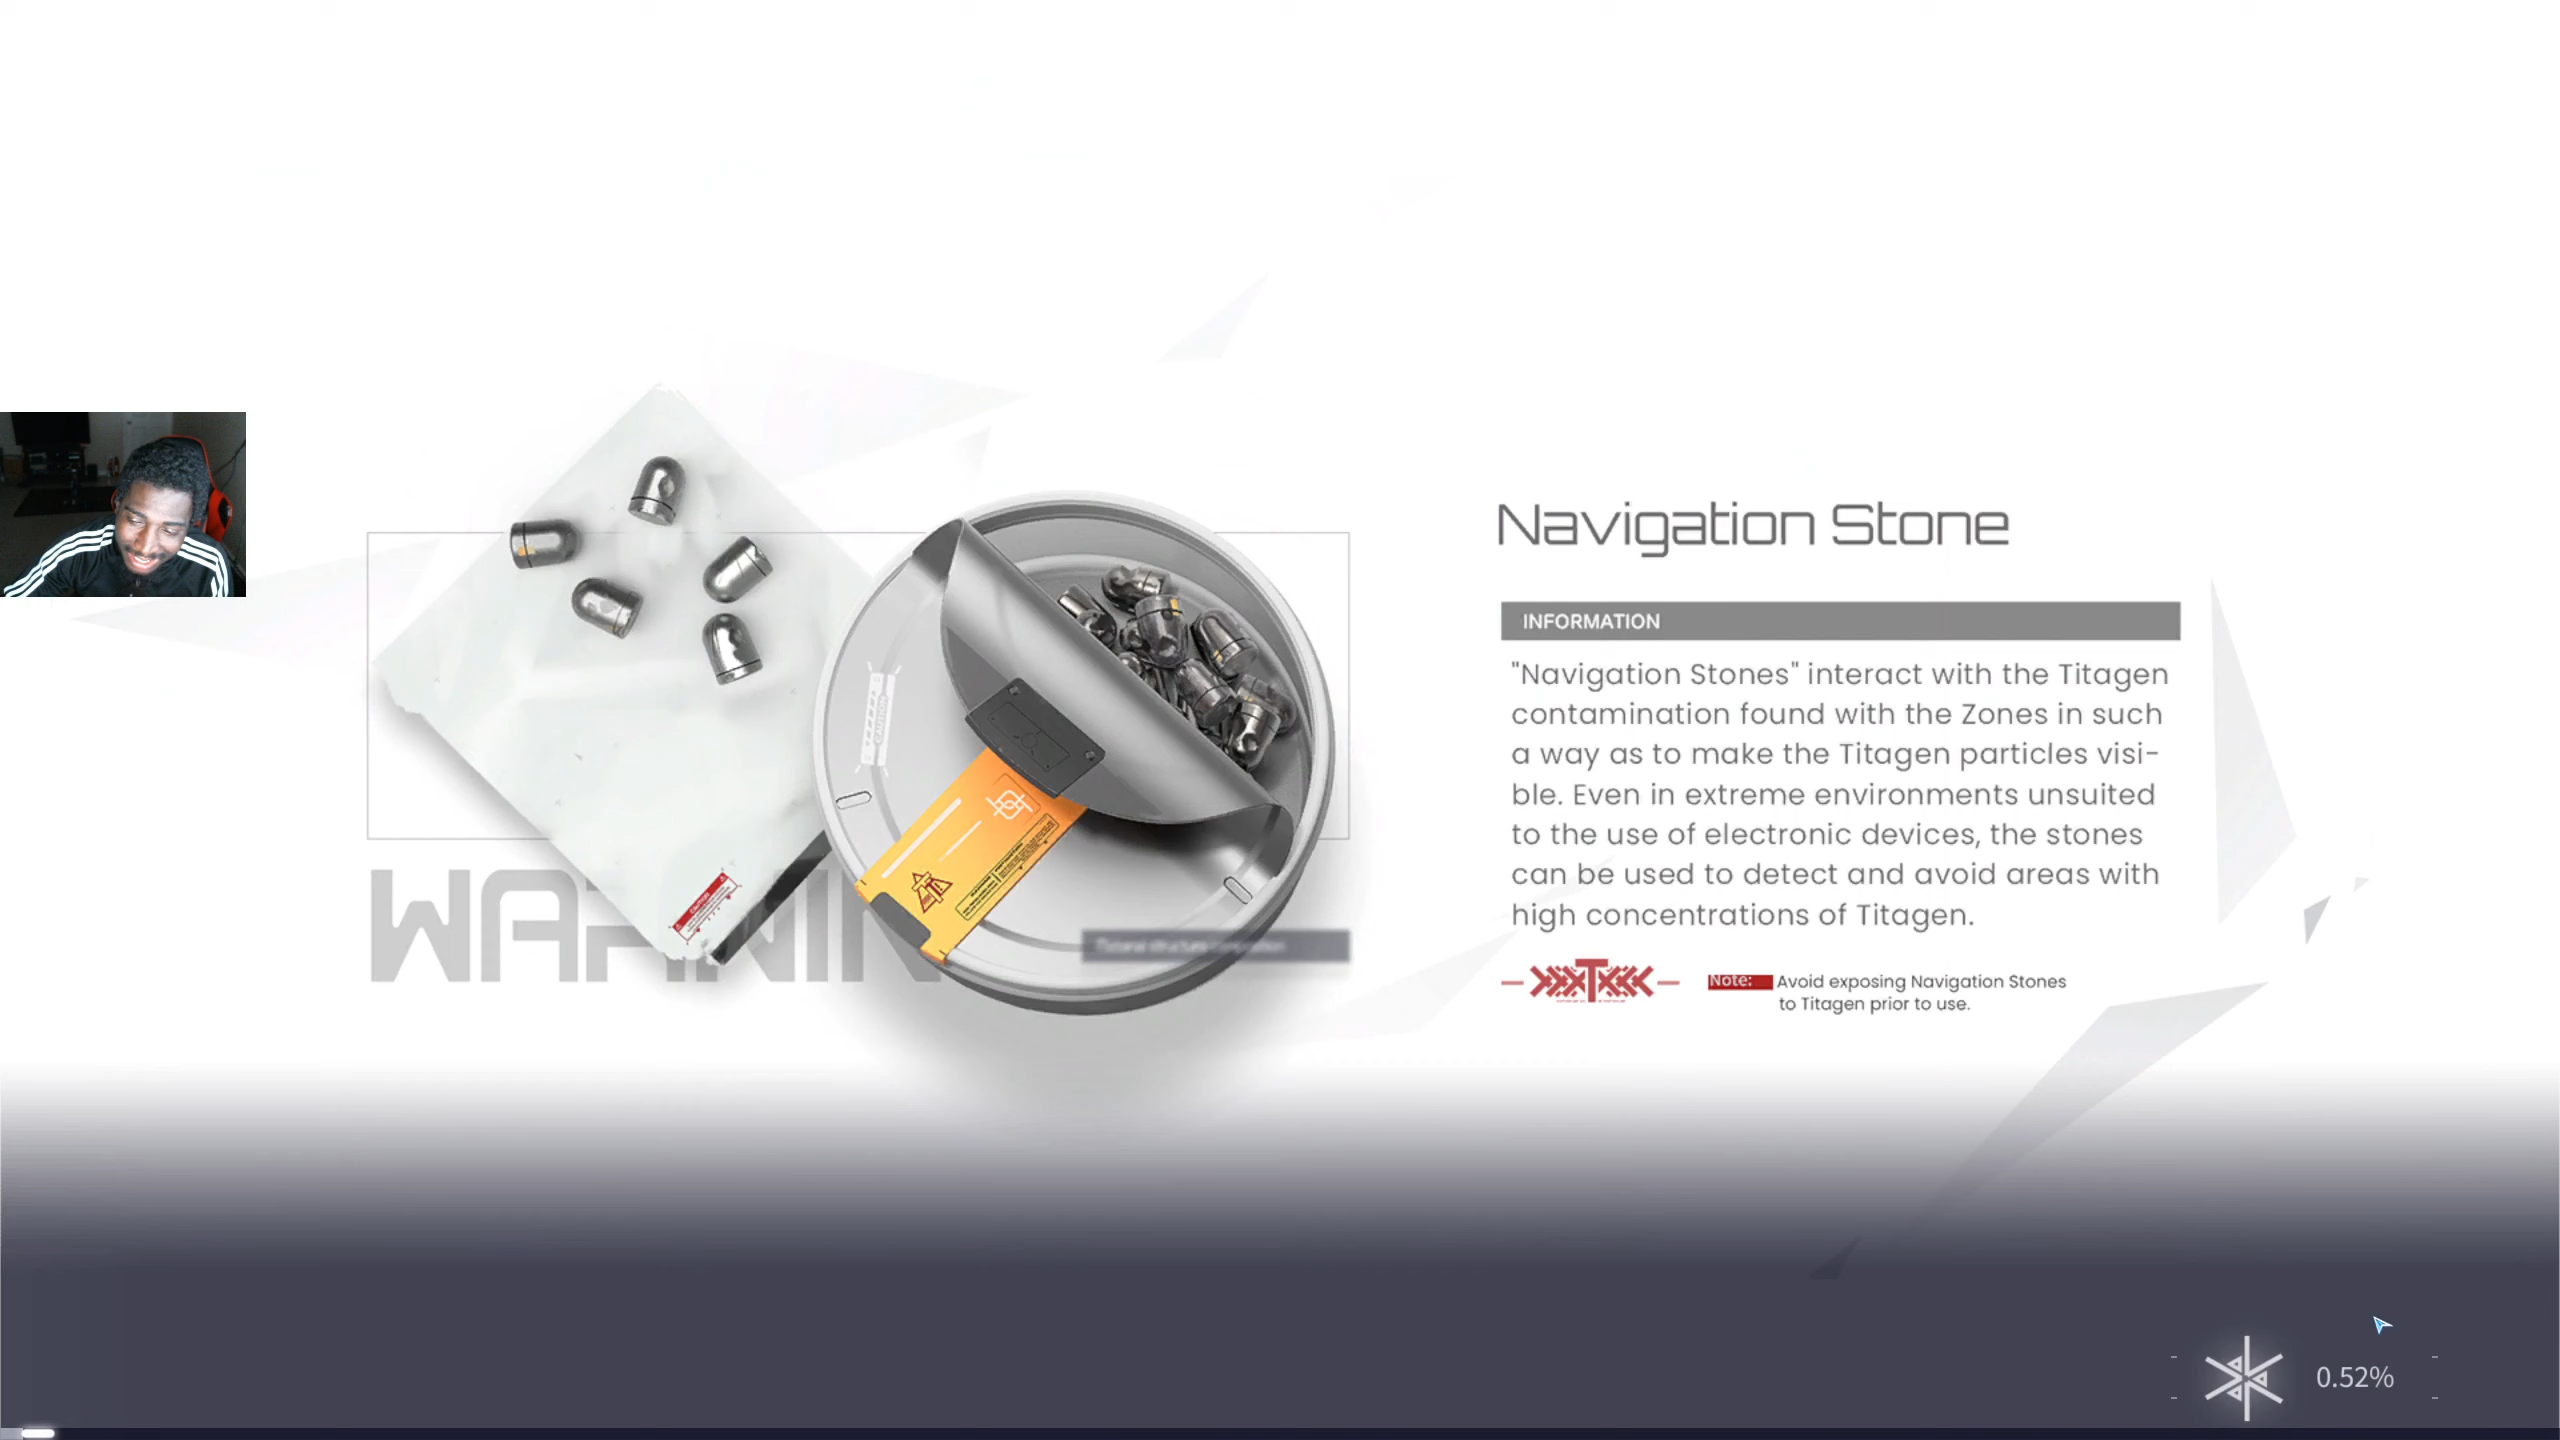 Navigation Stone
INFORMATION
"Navigation Stones" interact with the Titagen
contamination found with the Zones in such
a way as to make the Titagen particles visi-
ble. Even in extreme environments unsuited
to the use of electronic devices, the stones
can be used to detect and avoid areas with
high concentrations of Titagen.
Note: Avoid exposing Navigation Stones
to Titagen prior to use.
CAUTION
0.52%